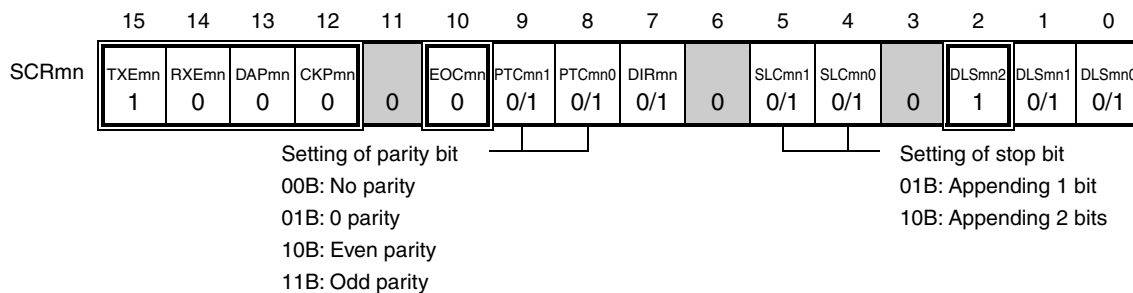 15 14 13 12 11 10 9 8 7 6 5 4 3 2 1 0
SCRmn TXEmn RXEmn DAPmn CKPmn EOCmn PTCmn1 PTCmn0 DIRmn SLCmn1 SLCmn0 DLSmn2 DLSmn1 DLSmn0
1 0 0 0 0 0 0/1 0/1 0/1 0 0/1 0/1 0 1 0/1 0/1
Setting of parity bit
00B: No parity
01B: 0 parity
10B: Even parity
11B: Odd parity
Setting of stop bit
01B: Appending 1 bit
10B: Appending 2 bits